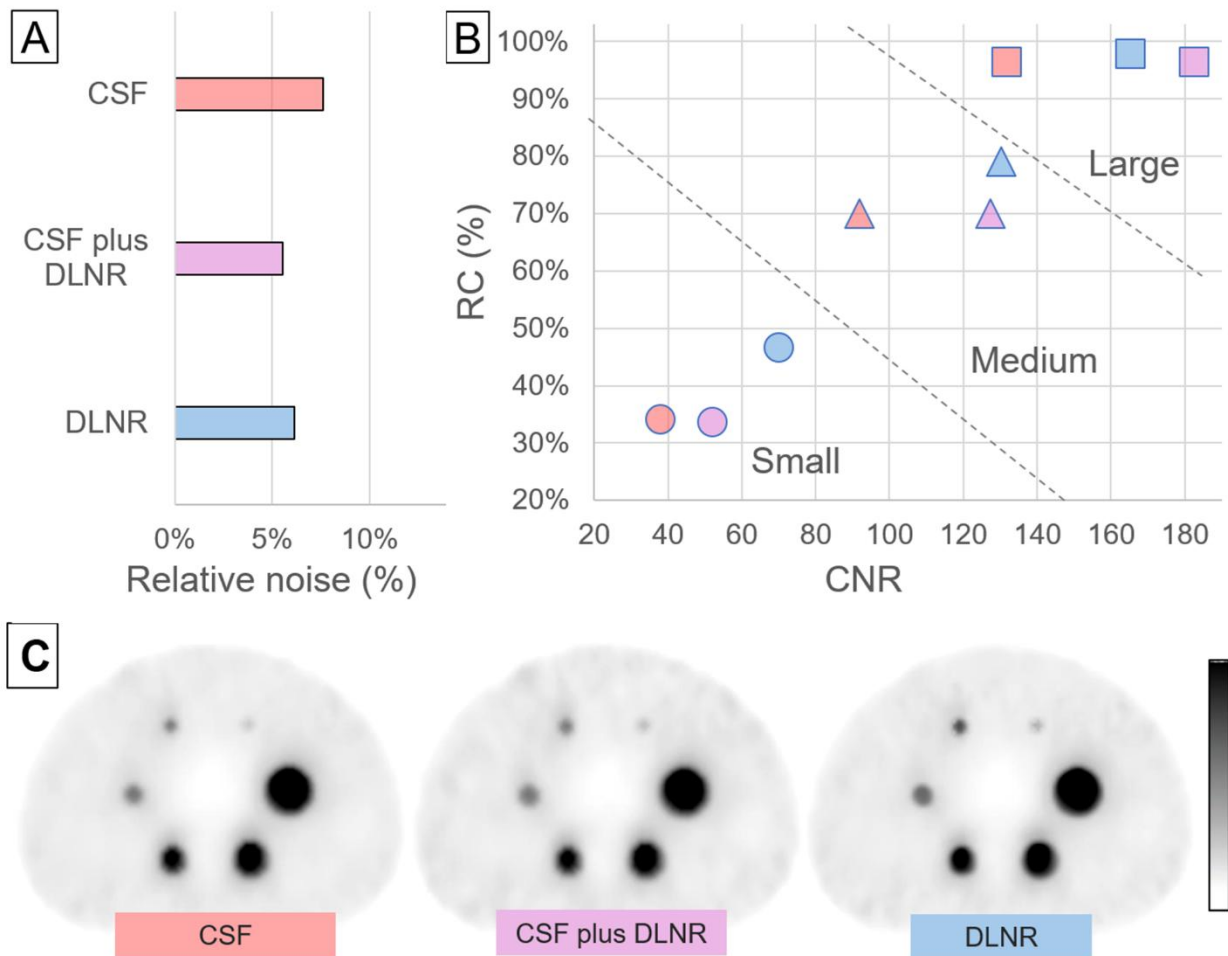 A
CSF
CSF plus
DLNR
DLNR
0%
5%
10%
Relative noise (%)
B
100%
90%
80%
70%
60%
50%
40%
30%
20%
RC (%)
Large
Medium
Small
20 40 60 80 100 120 140 160 180
CNR
C
CSF
CSF plus DLNR
DLNR